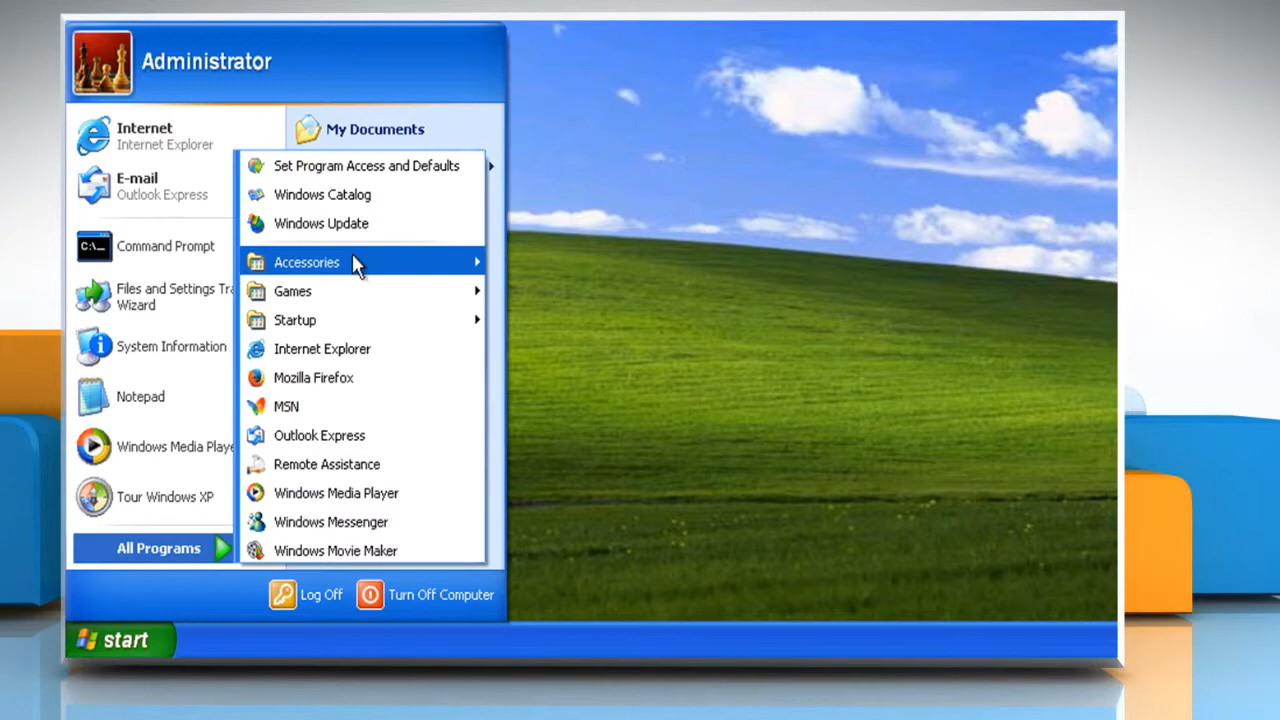 Administrator
Internet
Internet Explorer
E-mail
Outlook Express
Command Prompt
C:\_
Files and Settings Tra
Wizard
System Information
Notepad
Windows Media Playe
Tour Windows XP
All Programs
My Documents
Set Program Access and Defaults
Windows Catalog
Windows Update
Accessories
Games
Startup
Internet Explorer
Mozilla Firefox
MSN
Outlook Express
Remote Assistance
Windows Media Player
Windows Messenger
Windows Movie Maker
Log Off
Turn Off Computer
start